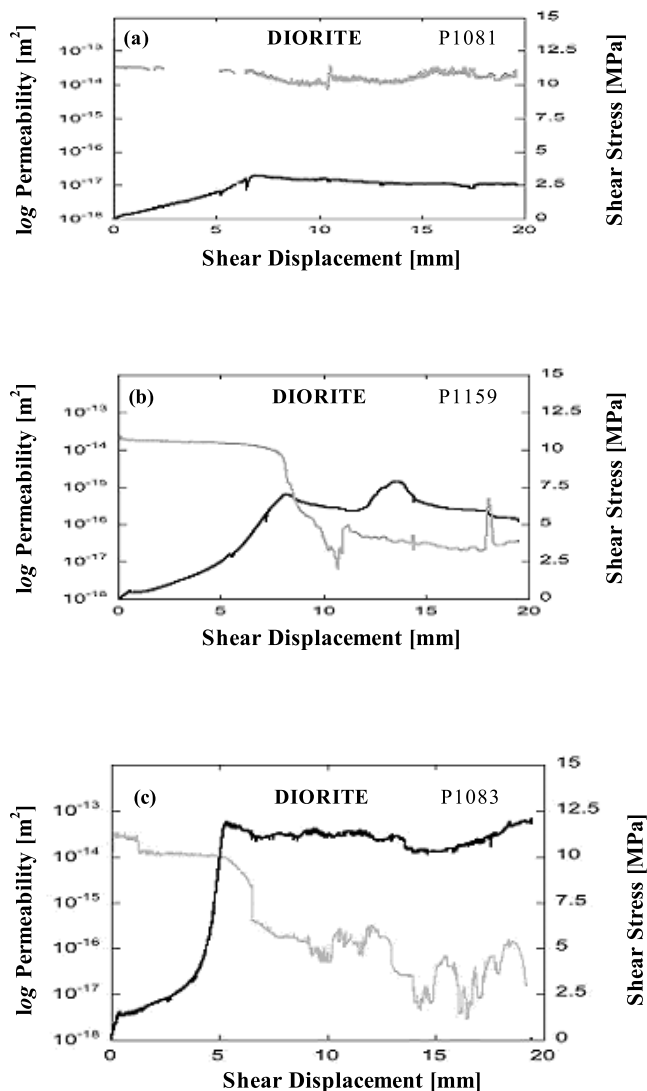 (a) DIORITE P1081
log Permeability [m²]
10⁻¹³
10⁻¹⁴
10⁻¹⁵
10⁻¹⁶
10⁻¹⁷
10⁻¹⁸
15
12.5
10
7.5
5
2.5
0
Shear Stress [MPa]
0 5 10 15 20
Shear Displacement [mm]
(b) DIORITE P1159
log Permeability [m²]
10⁻¹³
10⁻¹⁴
10⁻¹⁵
10⁻¹⁶
10⁻¹⁷
10⁻¹⁸
15
12.5
10
7.5
5
2.5
0
Shear Stress [MPa]
0 5 10 15 20
Shear Displacement [mm]
(c) DIORITE P1083
log Permeability [m²]
10⁻¹³
10⁻¹⁴
10⁻¹⁵
10⁻¹⁶
10⁻¹⁷
10⁻¹⁸
15
12.5
10
7.5
5
2.5
0
Shear Stress [MPa]
0 5 10 15 20
Shear Displacement [mm]